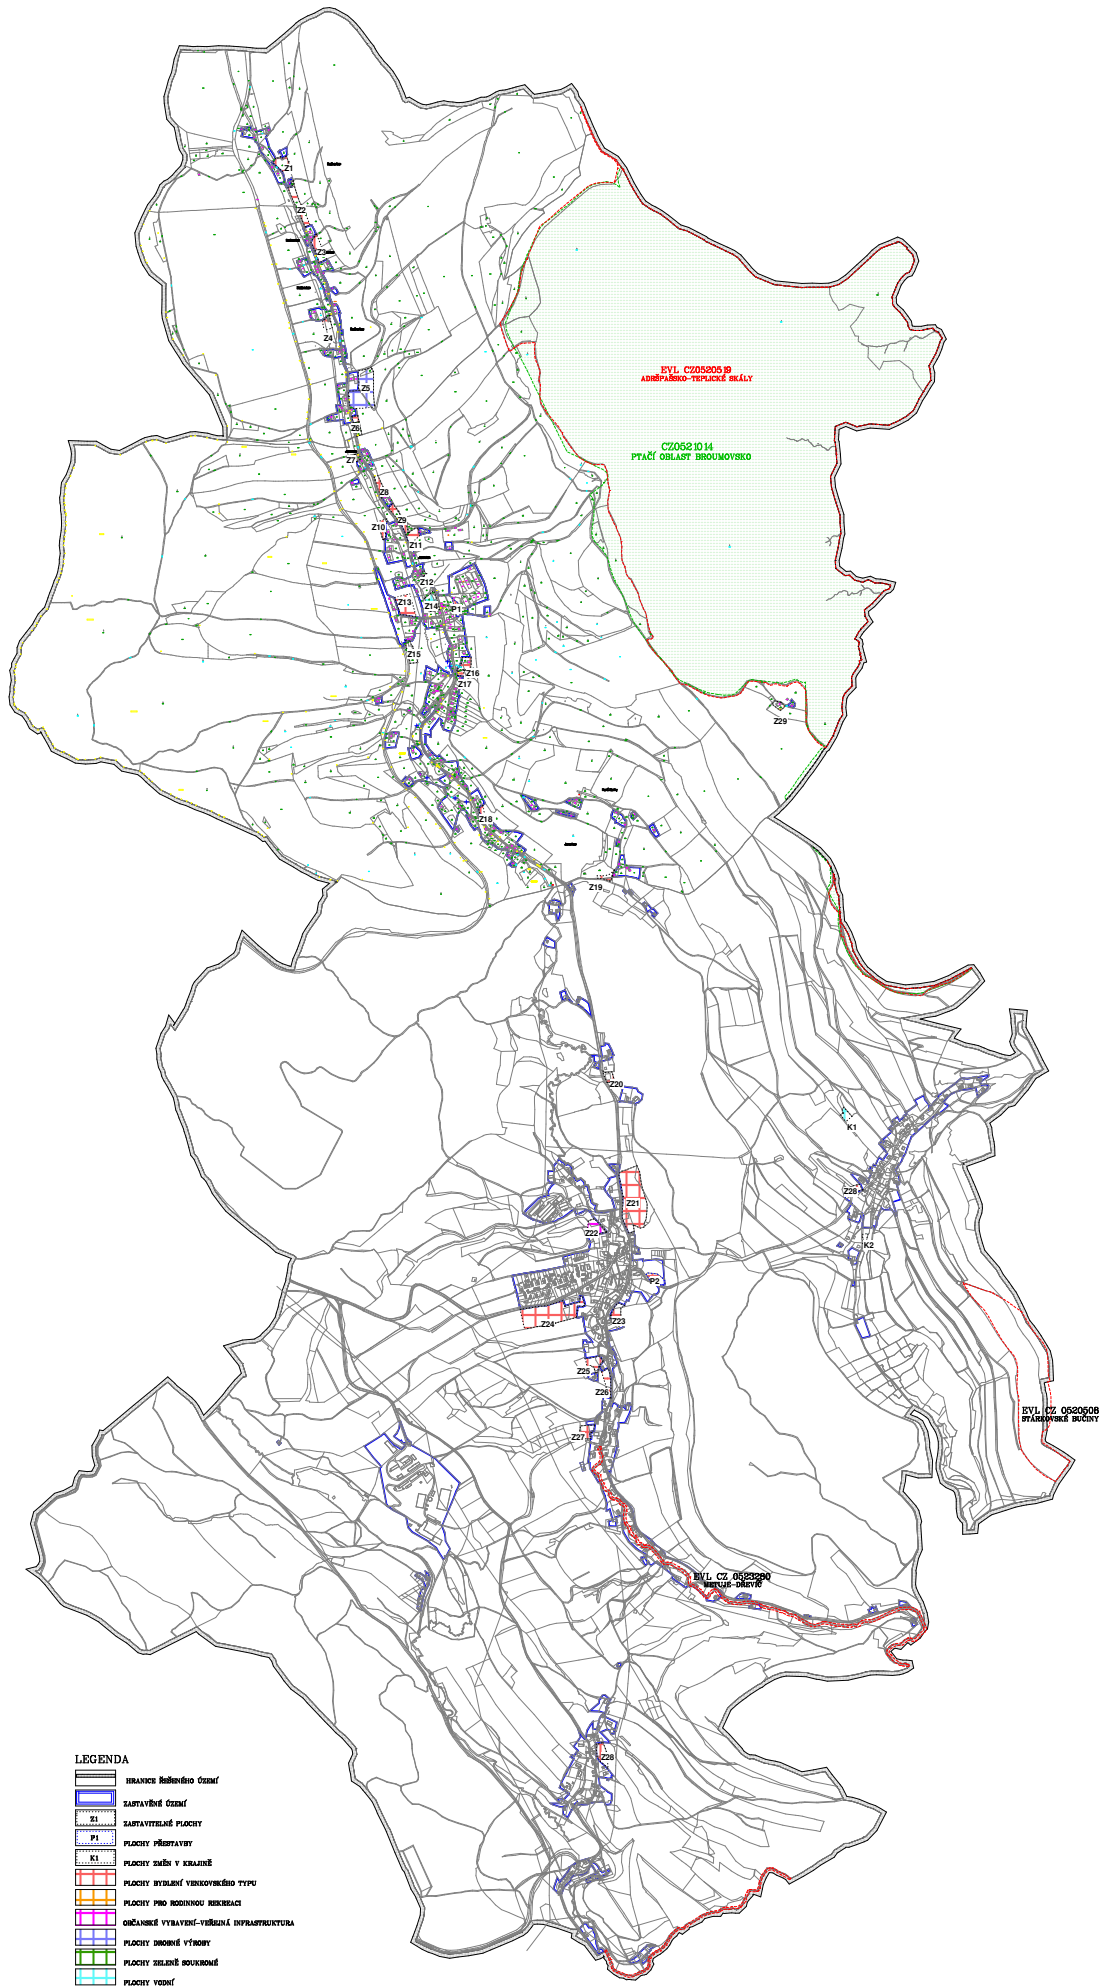 Z1
Z2
Z3
Z4
Z5
Z6
Z7
Z8
Z9
Z10
Z11
Z12
Z13
Z14
P1
Z15
Z16
Z17
Z18
Z19
EVL CZ0520519
ADRŠPAŠSKO-TEPLICKÉ SKÁLY
CZ0521014
PTAČÍ OBLAST BROUMOVSKO
Z29
Z20
K1
Z28
K2
Z21
Z22
P2
Z23
Z24
Z25
Z26
Z27
EVL CZ 0520508
STÁRKOVSKÉ BUČINY
EVL CZ 0523280
METUJE-DŘEVÍČ
Z28
LEGENDA
HRANICE ŘEŠENÉHO ÚZEMÍ
ZASTAVĚNÉ ÚZEMÍ
Z1 ZASTAVITELNÉ PLOCHY
P1 PLOCHY PŘESTAVBY
K1 PLOCHY ZMĚN V KRAJINĚ
PLOCHY BYDLENÍ VENKOVSKÉHO TYPU
PLOCHY PRO RODINNOU REKREACI
OBČANSKÉ VYBAVENÍ-VEŘEJNÁ INFRASTRUKTURA
PLOCHY DROBNÉ VÝROBY
PLOCHY ZELENĚ SOUKROMÉ
PLOCHY VODNÍ